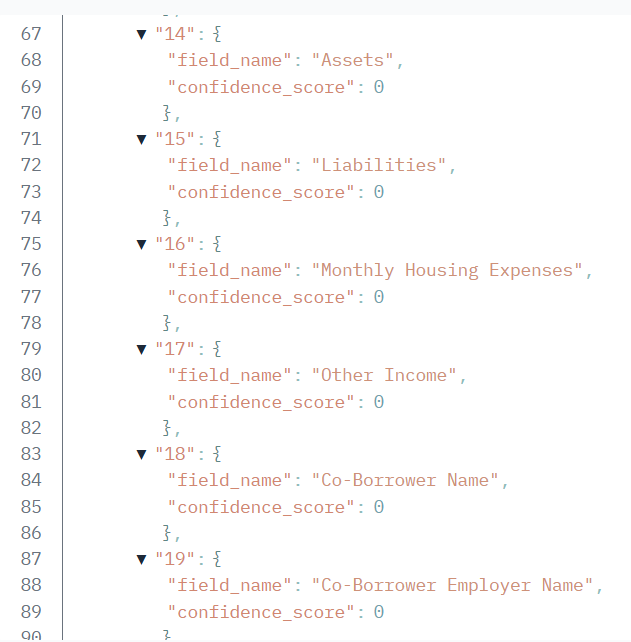 67 ▼ "14": {
68 "field_name": "Assets",
69 "confidence_score": 0
70 },
71 ▼ "15": {
72 "field_name": "Liabilities",
73 "confidence_score": 0
74 },
75 ▼ "16": {
76 "field_name": "Monthly Housing Expenses",
77 "confidence_score": 0
78 },
79 ▼ "17": {
80 "field_name": "Other Income",
81 "confidence_score": 0
82 },
83 ▼ "18": {
84 "field_name": "Co-Borrower Name",
85 "confidence_score": 0
86 },
87 ▼ "19": {
88 "field_name": "Co-Borrower Employer Name",
89 "confidence_score": 0
90 }